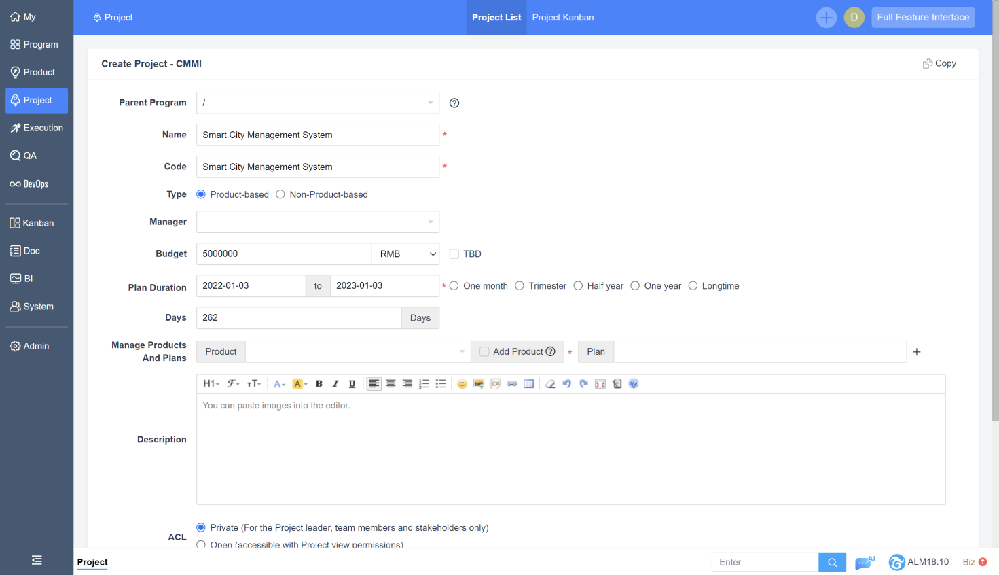 My
Program
Product
Project
Execution
QA
DevOps
Kanban
Doc
BI
System
Admin
Project
Project List
Project Kanban
D
Full Feature Interface
Create Project - CMMI
Copy
Parent Program /
Name Smart City Management System *
Code Smart City Management System *
Type Product-based Non-Product-based
Manager
Budget 5000000 RMB TBD
Plan Duration 2022-01-03 to 2023-01-03 * One month Trimester Half year One year Longtime
Days 262 Days
Manage Products And Plans
Product Add Product * Plan
H1 F тT A A B I U
You can paste images into the editor.
Description
ACL
Private (For the Project leader, team members and stakeholders only)
Open (accessible with Project view permissions)
Project
Enter
AI
ALM18.10
Biz